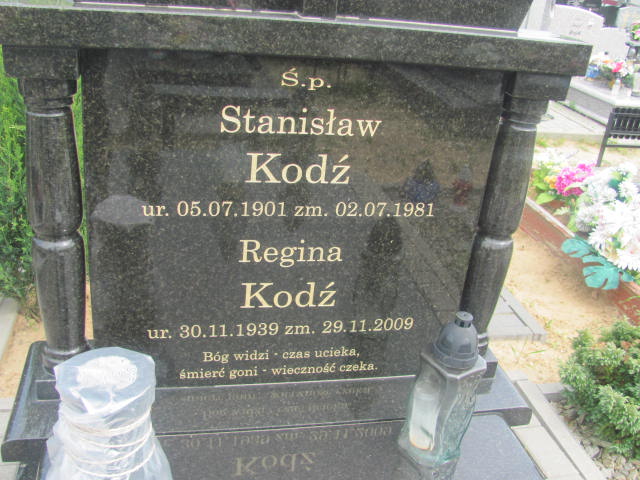 Ś.p.
Stanisław
Kodź
ur. 05.07.1901 zm. 02.07.1981
Regina
Kodź
ur. 30.11.1939 zm. 29.11.2009
Bóg widzi - czas ucieka,
śmierć goni - wieczność czeka.